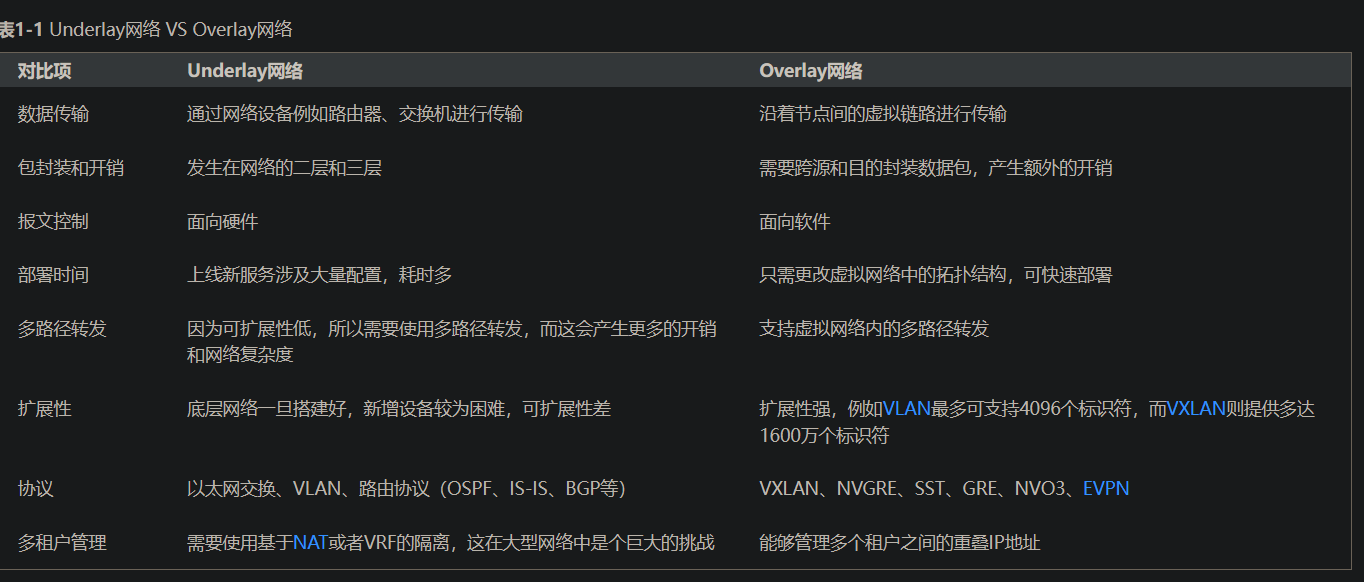 表1-1 Underlay网络 VS Overlay网络
对比项 Underlay网络 Overlay网络
数据传输 通过网络设备例如路由器、交换机进行传输 沿着节点间的虚拟链路进行传输
包封装和开销 发生在网络的二层和三层 需要跨源和目的封装数据包，产生额外的开销
报文控制 面向硬件 面向软件
部署时间 上线新服务涉及大量配置，耗时多 只需更改虚拟网络中的拓扑结构，可快速部署
多路径转发 因为可扩展性低，所以需要使用多路径转发，而这会产生更多的开销 支持虚拟网络内的多路径转发
和网络复杂度
扩展性 底层网络一旦搭建好，新增设备较为困难，可扩展性差 扩展性强，例如VLAN最多可支持4096个标识符，而VXLAN则提供多达
1600万个标识符
协议 以太网交换、VLAN、路由协议（OSPF、IS-IS、BGP等） VXLAN、NVGRE、SST、GRE、NVO3、EVPN
多租户管理 需要使用基于NAT或者VRF的隔离，这在大型网络中是个巨大的挑战 能够管理多个租户之间的重叠IP地址